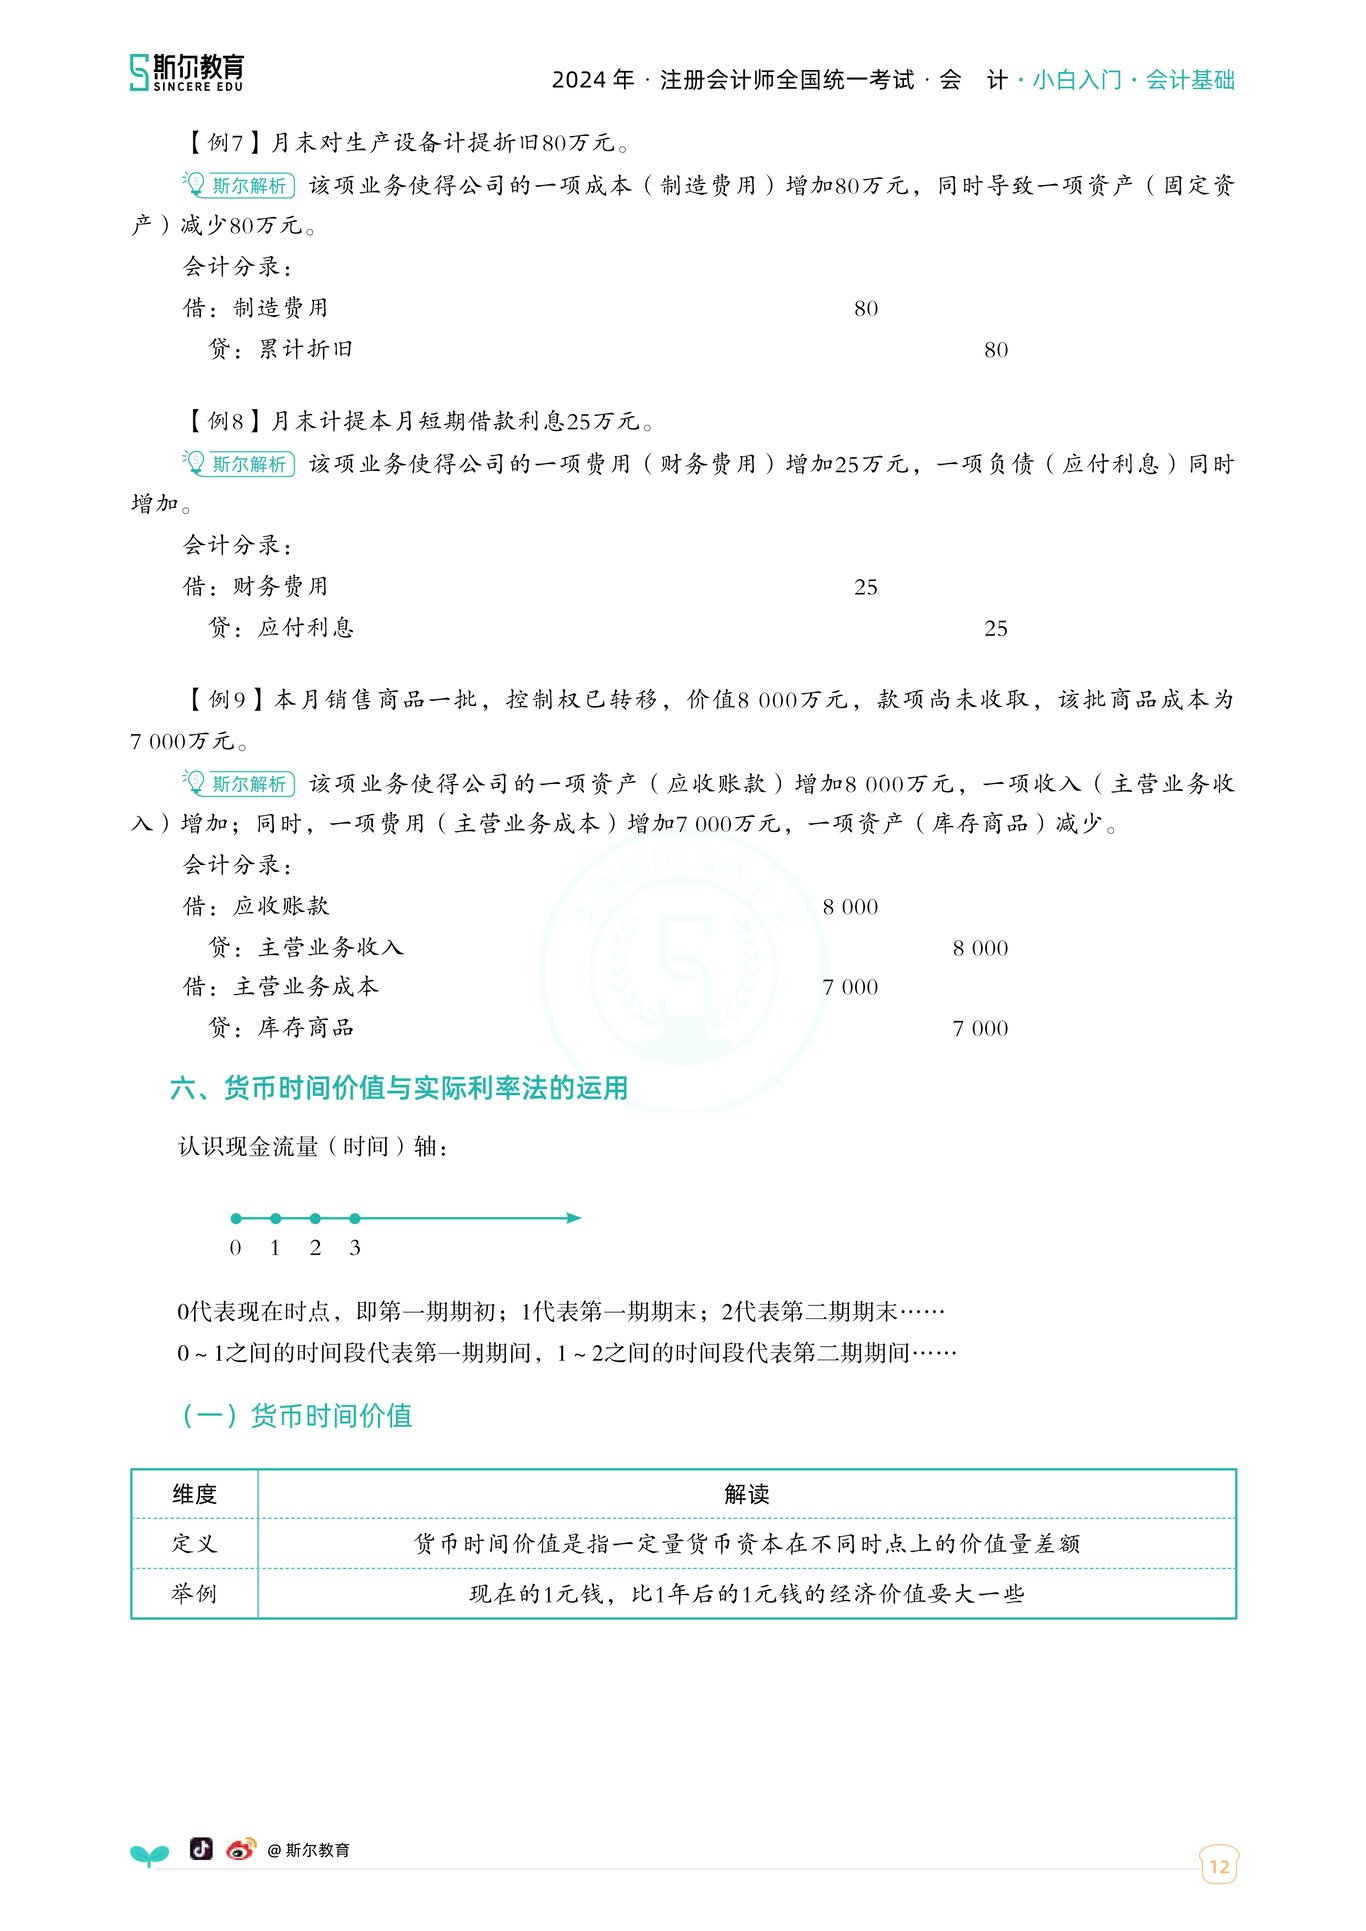 斯尔教育
SINCERE EDU
2024 年·注册会计师全国统一考试·会 计·小白入门·会计基础
【例7】月末对生产设备计提折旧80万元。
斯尔解析 该项业务使得公司的一项成本（制造费用）增加80万元，同时导致一项资产（固定资
产）减少80万元。
会计分录：
借：制造费用 80
贷：累计折旧 80
【例8】月末计提本月短期借款利息25万元。
斯尔解析 该项业务使得公司的一项费用（财务费用）增加25万元，一项负债（应付利息）同时
增加。
会计分录：
借：财务费用 25
贷：应付利息 25
【例9】本月销售商品一批，控制权已转移，价值8 000万元，款项尚未收取，该批商品成本为
7 000万元。
斯尔解析 该项业务使得公司的一项资产（应收账款）增加8 000万元，一项收入（主营业务收
入）增加；同时，一项费用（主营业务成本）增加7 000万元，一项资产（库存商品）减少。
支持原创 盗版必究
会计分录：
借：应收账款 8 000
贷：主营业务收入 8 000
借：主营业务成本 7 000
贷：库存商品 7 000
六、货币时间价值与实际利率法的运用
认识现金流量（时间）轴：
0 1 2 3
0代表现在时点，即第一期期初；1代表第一期期末；2代表第二期期末……
0～1之间的时间段代表第一期期间，1～2之间的时间段代表第二期期间……
（一）货币时间价值
维度 解读
定义 货币时间价值是指一定量货币资本在不同时点上的价值量差额
举例 现在的1元钱，比1年后的1元钱的经济价值要大一些
@ 斯尔教育
12